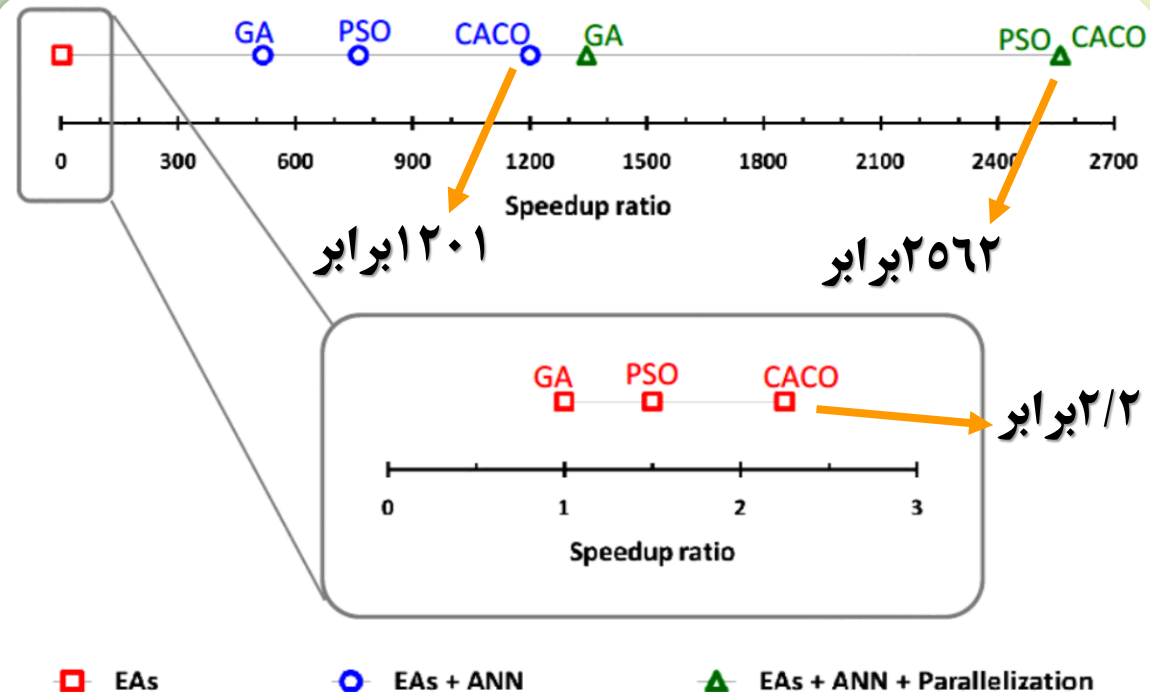 GA PSO CACO GA PSO CACO
0 300 600 900 1200 1500 1800 2100 2400 2700
Speedup ratio
۱۲۰۱برابر
۲٥٦۲برابر
GA PSO CACO
۲/۲برابر
0 1 2 3
Speedup ratio
EAs EAs + ANN EAs + ANN + Parallelization